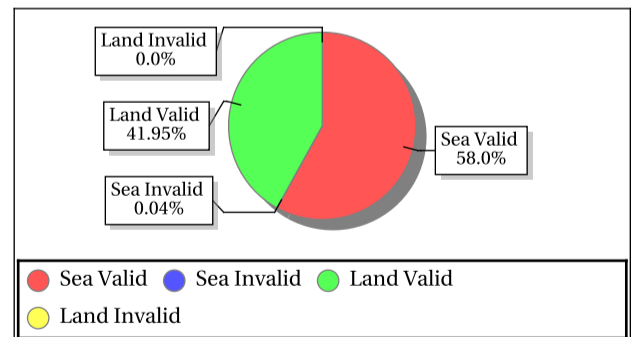 Land Invalid
0.0%
Land Valid
41.95%
Sea Valid
58.0%
Sea Invalid
0.04%
Sea Valid Sea Invalid Land Valid
Land Invalid